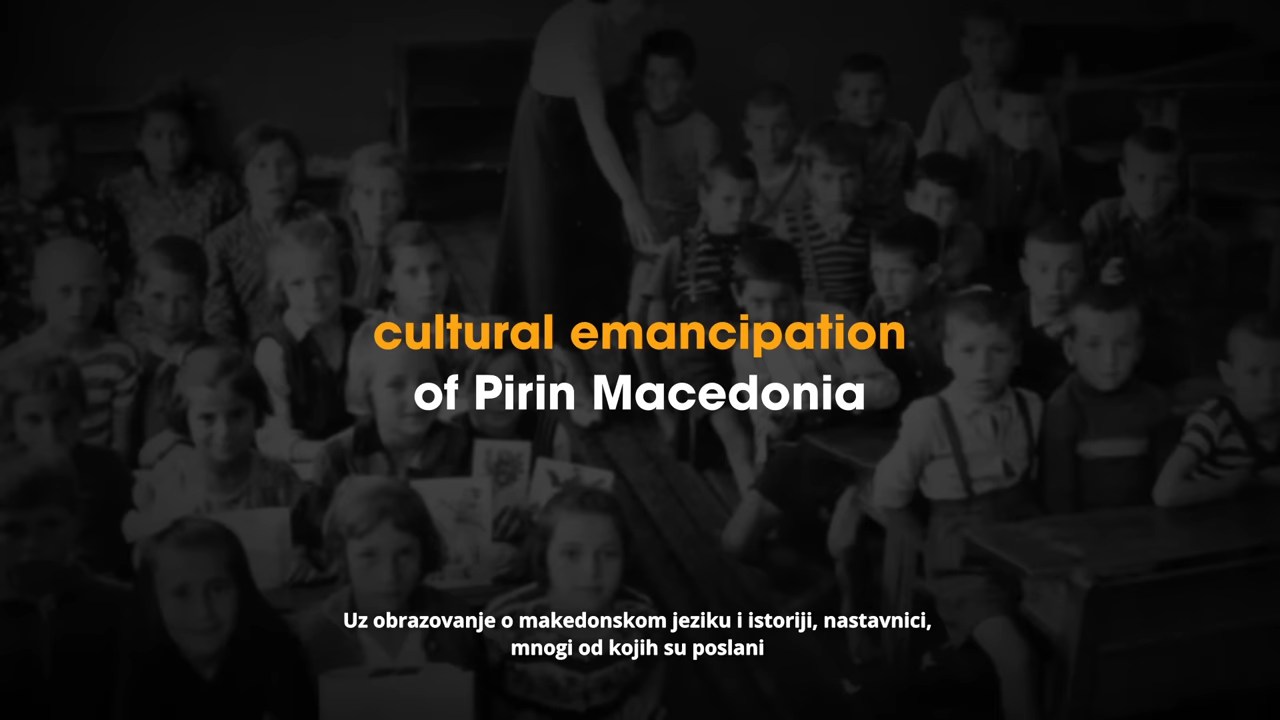 cultural emancipation
of Pirin Macedonia
Uz obrazovanje o makedonskom jeziku i istoriji, nastavnici,
mnogi od kojih su poslani